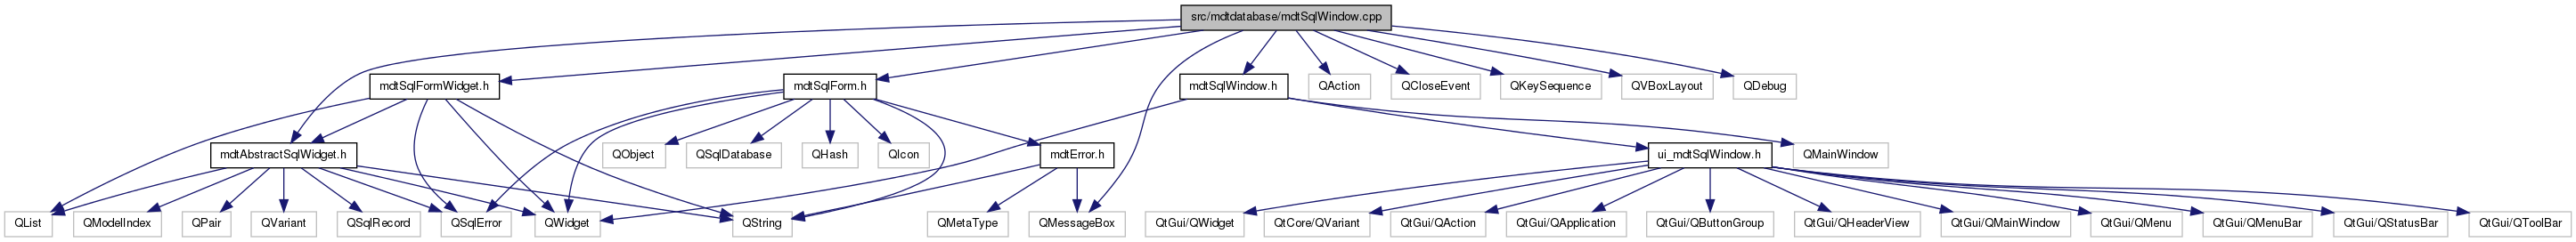 src/mdtdatabase/mdtSqlWindow.cpp
mdtSqlFormWidget.h
mdtSqlForm.h
mdtSqlWindow.h
QAction
QCloseEvent
QKeySequence
QVBoxLayout
QDebug
mdtAbstractSqlWidget.h
QObject
QSqlDatabase
QHash
QIcon
mdtError.h
ui_mdtSqlWindow.h
QMainWindow
QList
QModelIndex
QPair
QVariant
QSqlRecord
QSqlError
QWidget
QString
QMetaType
QMessageBox
QtGui/QWidget
QtCore/QVariant
QtGui/QAction
QtGui/QApplication
QtGui/QButtonGroup
QtGui/QHeaderView
QtGui/QMainWindow
QtGui/QMenu
QtGui/QMenuBar
QtGui/QStatusBar
QtGui/QToolBar